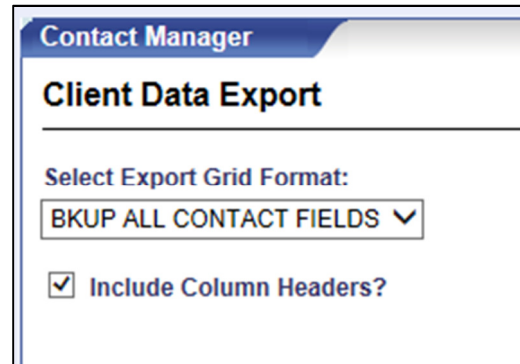 Contact Manager
Client Data Export
Select Export Grid Format:
BKUP ALL CONTACT FIELDS
Include Column Headers?